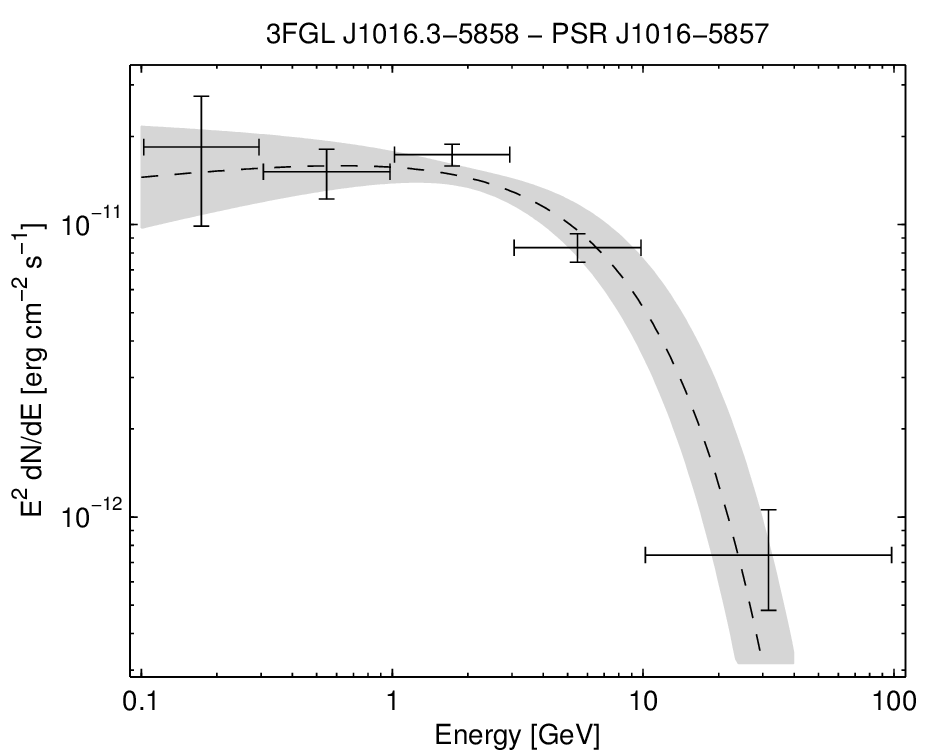 3FGL J1016.3−5858 − PSR J1016−5857
E² dN/dE [erg cm⁻² s⁻¹]
10⁻¹¹
10⁻¹²
0.1 1 10 100
Energy [GeV]